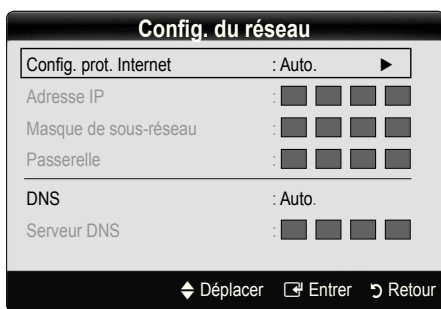 Config. du réseau
Config. prot. Internet : Auto. ►
Adresse IP :
Masque de sous-réseau :
Passerelle :
DNS : Auto.
Serveur DNS :
Déplacer Entrer Retour